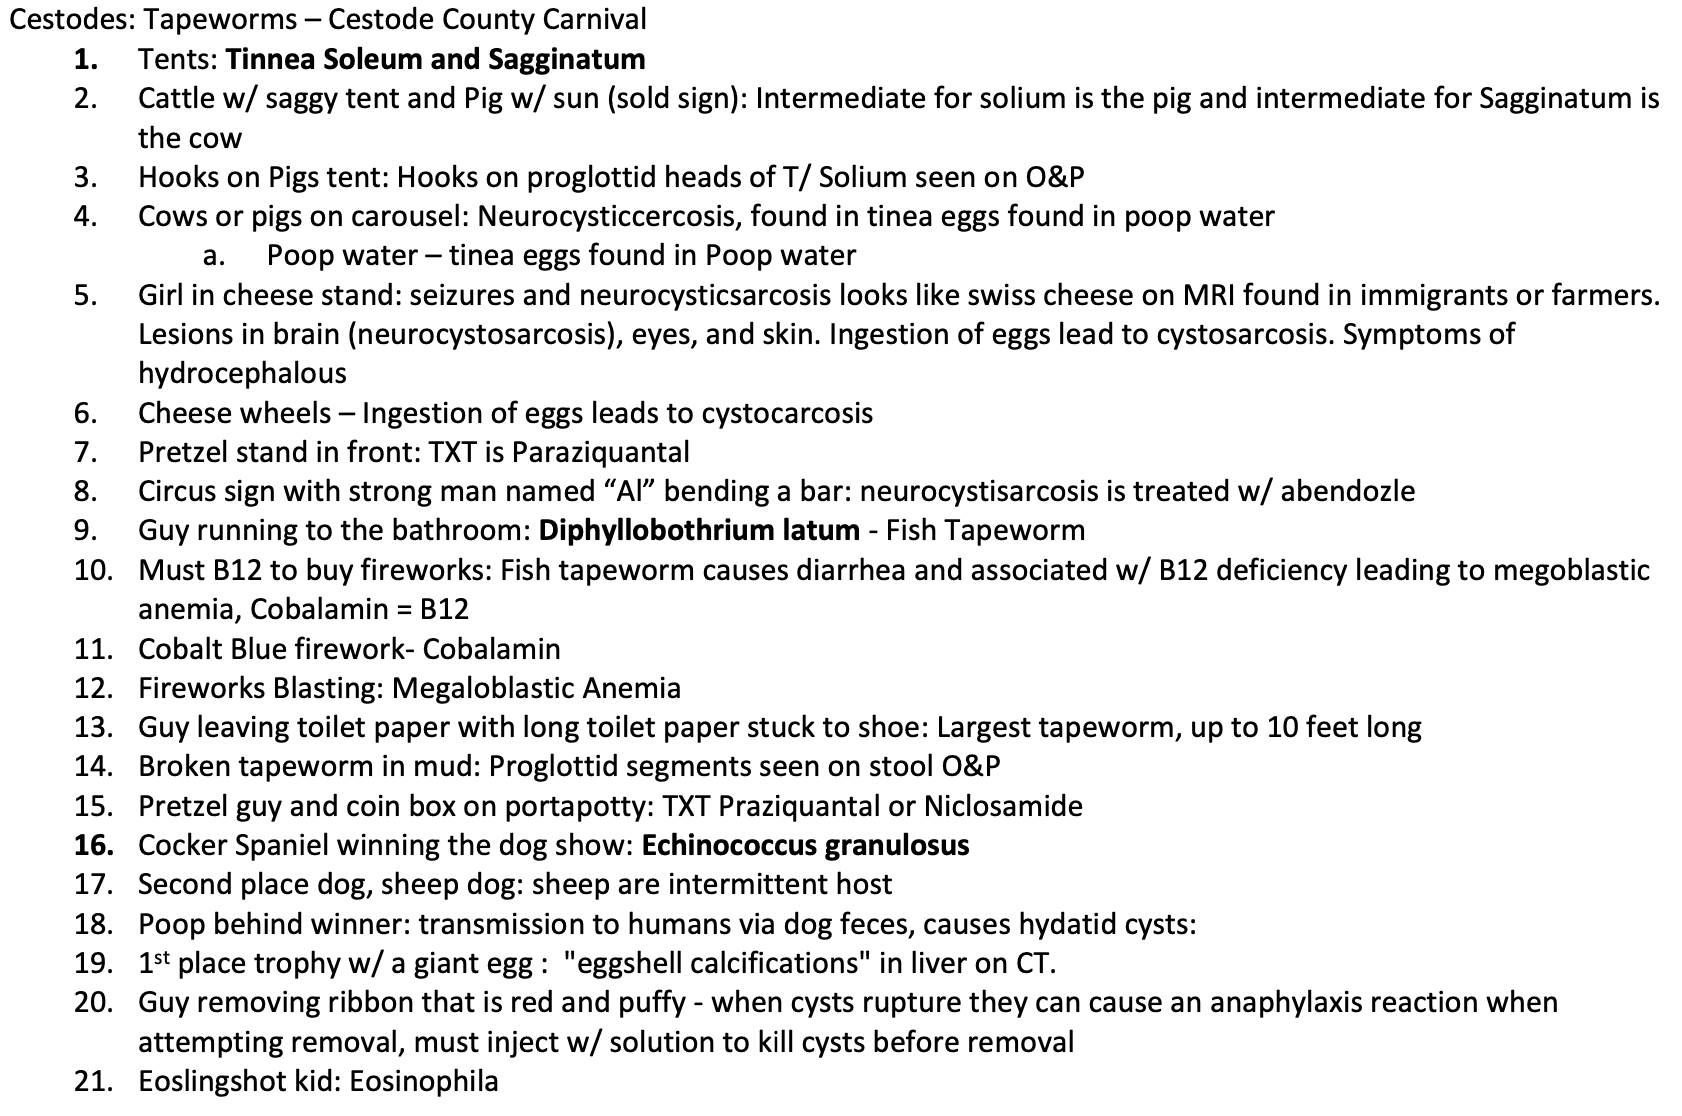 Cestodes: Tapeworms – Cestode County Carnival
1. Tents: Tinnea Soleum and Sagginatum
2. Cattle w/ saggy tent and Pig w/ sun (sold sign): Intermediate for solium is the pig and intermediate for Sagginatum is
the cow
3. Hooks on Pigs tent: Hooks on proglottid heads of T/ Solium seen on O&P
4. Cows or pigs on carousel: Neurocysticcercosis, found in tinea eggs found in poop water
a. Poop water – tinea eggs found in Poop water
5. Girl in cheese stand: seizures and neurocysticsarcosis looks like swiss cheese on MRI found in immigrants or farmers.
Lesions in brain (neurocystosarcosis), eyes, and skin. Ingestion of eggs lead to cystosarcosis. Symptoms of
hydrocephalous
6. Cheese wheels – Ingestion of eggs leads to cystocarcosis
7. Pretzel stand in front: TXT is Paraziquantal
8. Circus sign with strong man named “Al” bending a bar: neurocystisarcosis is treated w/ abendozle
9. Guy running to the bathroom: Diphyllobothrium latum - Fish Tapeworm
10. Must B12 to buy fireworks: Fish tapeworm causes diarrhea and associated w/ B12 deficiency leading to megoblastic
anemia, Cobalamin = B12
11. Cobalt Blue firework- Cobalamin
12. Fireworks Blasting: Megaloblastic Anemia
13. Guy leaving toilet paper with long toilet paper stuck to shoe: Largest tapeworm, up to 10 feet long
14. Broken tapeworm in mud: Proglottid segments seen on stool O&P
15. Pretzel guy and coin box on portapotty: TXT Praziquantal or Niclosamide
16. Cocker Spaniel winning the dog show: Echinococcus granulosus
17. Second place dog, sheep dog: sheep are intermittent host
18. Poop behind winner: transmission to humans via dog feces, causes hydatid cysts:
19. 1st place trophy w/ a giant egg : "eggshell calcifications" in liver on CT.
20. Guy removing ribbon that is red and puffy - when cysts rupture they can cause an anaphylaxis reaction when
attempting removal, must inject w/ solution to kill cysts before removal
21. Eoslingshot kid: Eosinophila